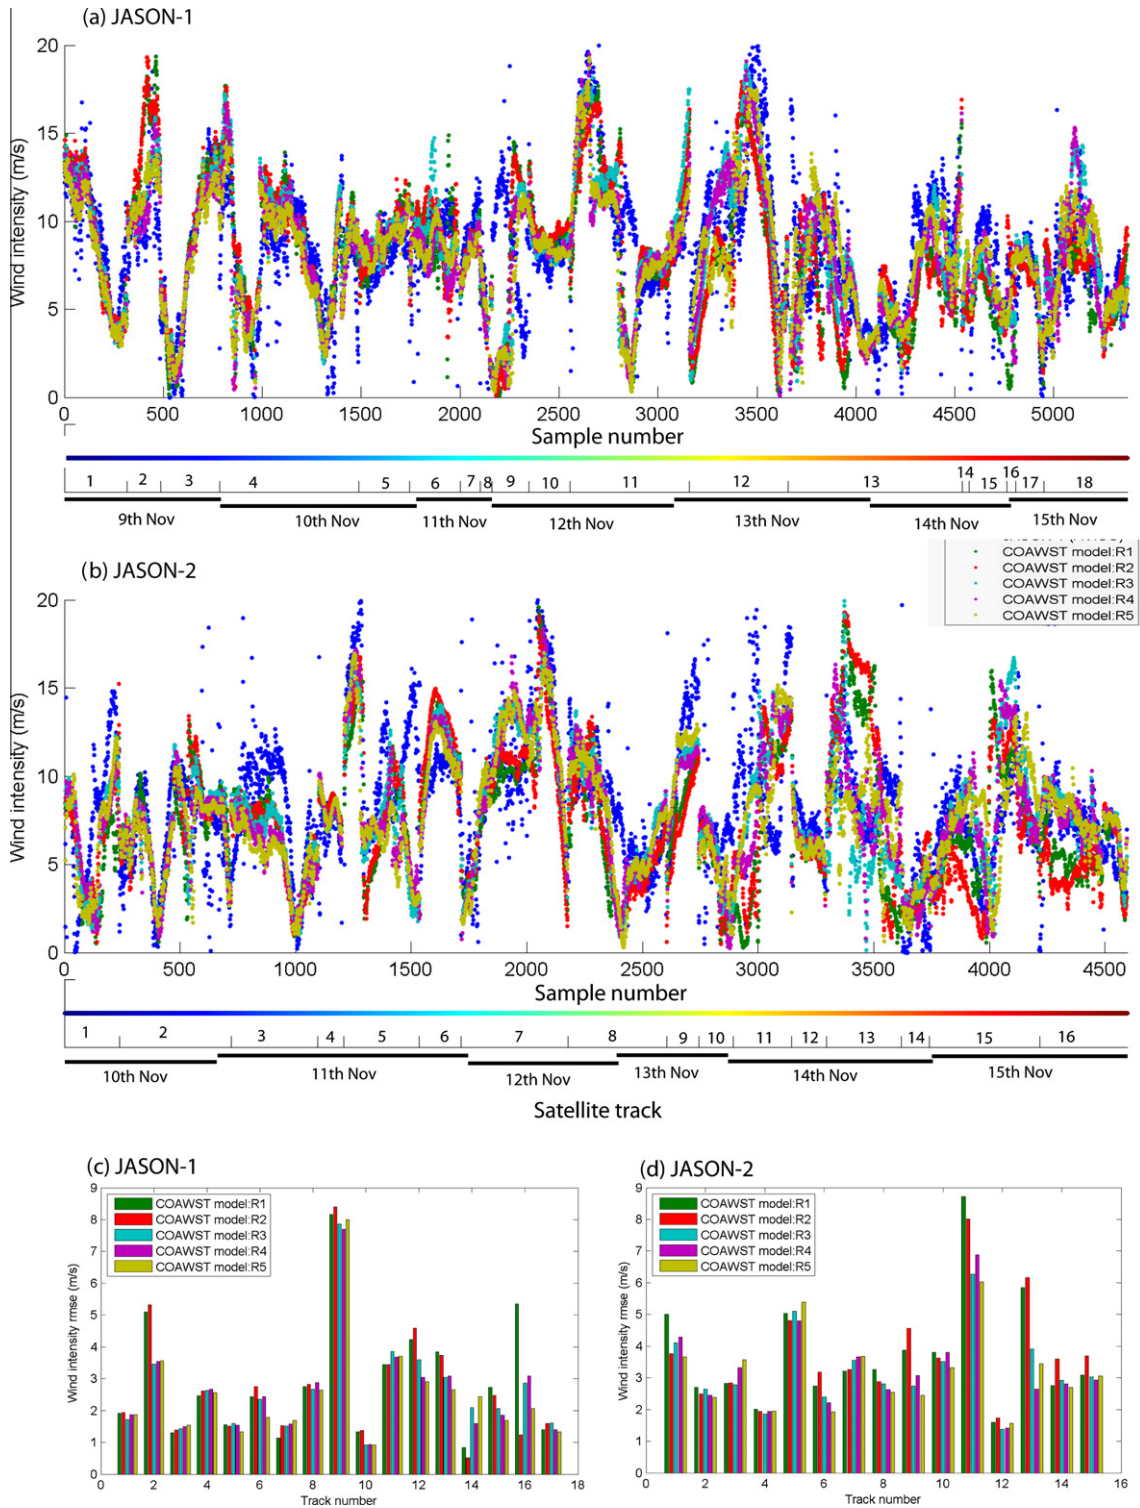 (a) JASON-1
Wind intensity (m/s)
20
15
10
5
0
0 500 1000 1500 2000 2500 3000 3500 4000 4500 5000
Sample number
1 2 3 4 5 6 7 8 9 10 11 12 13 14 15 16 17 18
9th Nov 10th Nov 11th Nov 12th Nov 13th Nov 14th Nov 15th Nov
(b) JASON-2
COAWST model:R1
COAWST model:R2
COAWST model:R3
COAWST model:R4
COAWST model:R5
Wind intensity (m/s)
20
15
10
5
0
0 500 1000 1500 2000 2500 3000 3500 4000 4500
Sample number
1 2 3 4 5 6 7 8 9 10 11 12 13 14 15 16
10th Nov 11th Nov 12th Nov 13th Nov 14th Nov 15th Nov
Satellite track
(c) JASON-1
Wind intensity rmse (m/s)
9
8
7
6
5
4
3
2
1
0
COAWST model:R1
COAWST model:R2
COAWST model:R3
COAWST model:R4
COAWST model:R5
2 4 6 8 10 12 14 16 18
Track number
(d) JASON-2
Wind intensity rmse (m/s)
9
8
7
6
5
4
3
2
1
0
COAWST model:R1
COAWST model:R2
COAWST model:R3
COAWST model:R4
COAWST model:R5
0 2 4 6 8 10 12 14 16
Track number